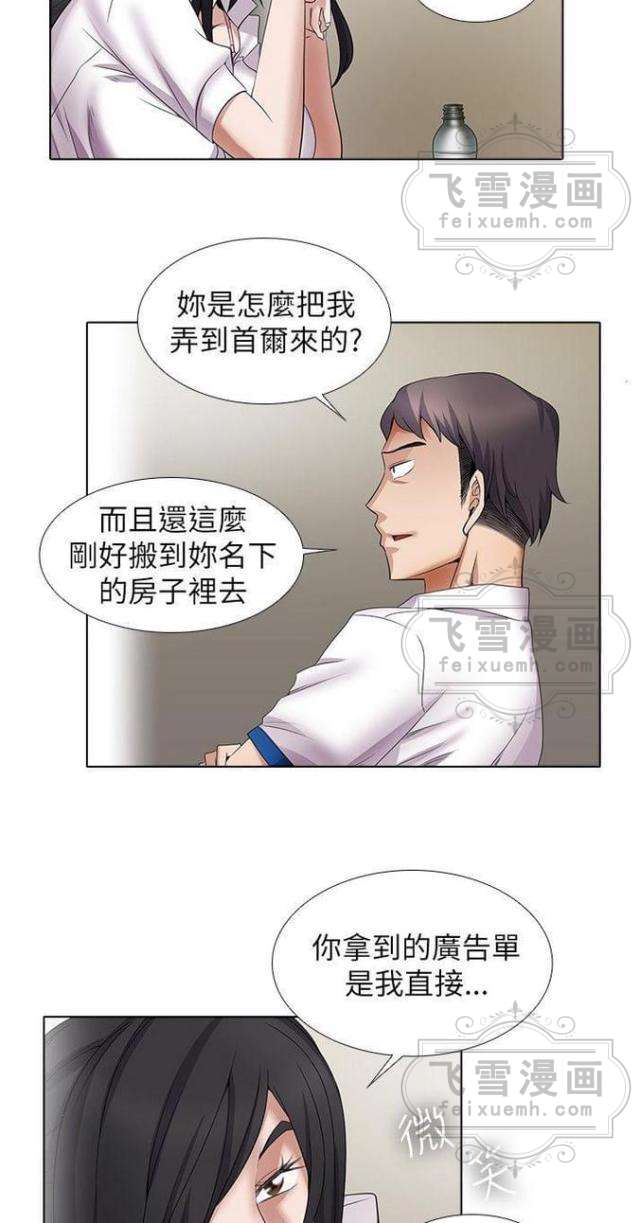 飞雪漫画
feixuemh.com
妳是怎麼把我
弄到首爾來的?
而且還這麼
剛好搬到妳名下
的房子裡去
飞雪漫画
feixuemh.com
你拿到的廣告單
是我直接...
飞雪漫画
feixuemh.com
微笑